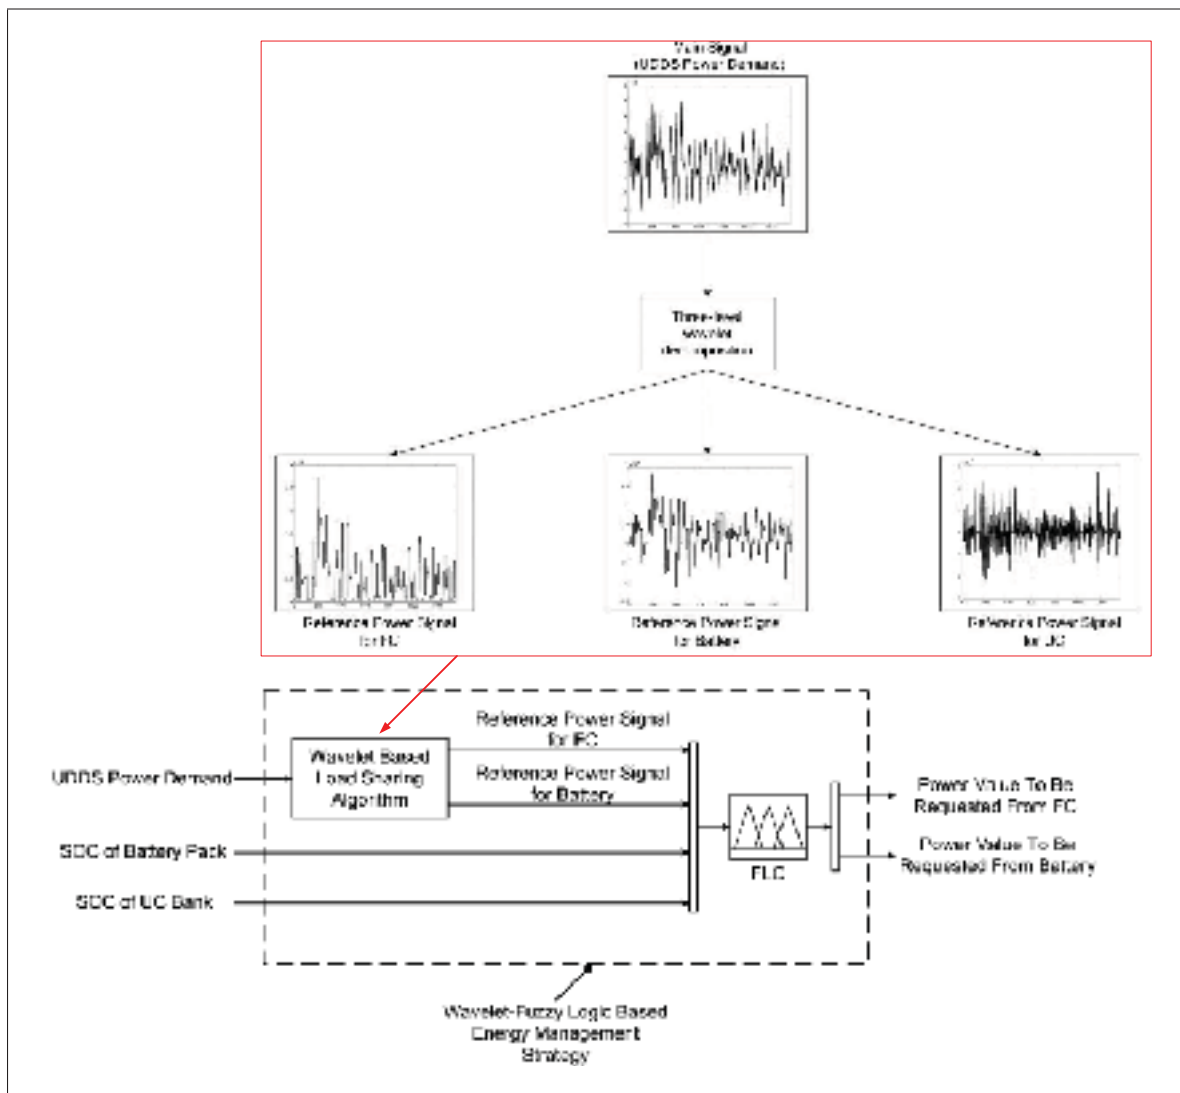 Main Signal
(UDDS Power Demand)
Three-level
wavelet
decomposition
Reference Power Signal
for FC
Reference Power Signal
for Battery
Reference Power Signal
for UC
Reference Power Signal
for FC
Wavelet Based
Load Sharing
Algorithm
UDDS Power Demand
Reference Power Signal
for Battery
Power Value To Be
Requested From FC
SOC of Battery Pack
FLC
Power Value To Be
Requested From Battery
SOC of UC Bank
Wavelet-Fuzzy Logic Based
Energy Management
Strategy